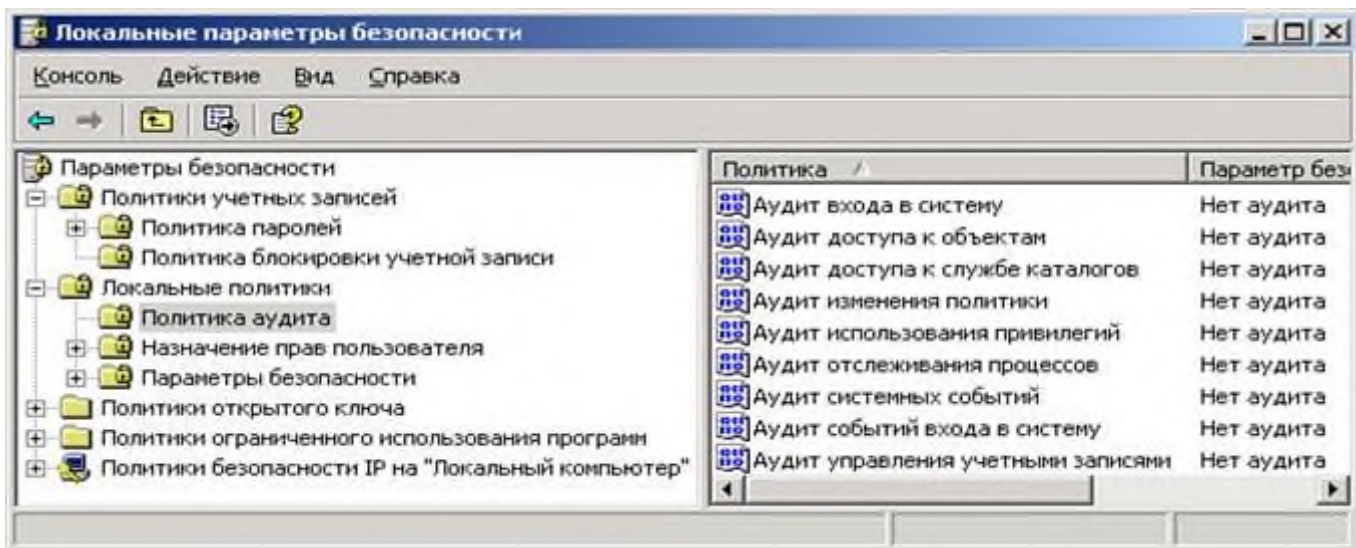 Локальные параметры безопасности
Консоль Действие Вид Справка
Параметры безопасности
Политики учетных записей
Политика паролей
Политика блокировки учетной записи
Локальные политики
Политика аудита
Назначение прав пользователя
Параметры безопасности
Политики открытого ключа
Политики ограниченного использования программ
Политики безопасности IP на "Локальный компьютер"
Политика Параметр без
Аудит входа в систему Нет аудита
Аудит доступа к объектам Нет аудита
Аудит доступа к службе каталогов Нет аудита
Аудит изменения политики Нет аудита
Аудит использования привилегий Нет аудита
Аудит отслеживания процессов Нет аудита
Аудит системных событий Нет аудита
Аудит событий входа в систему Нет аудита
Аудит управления учетными записями Нет аудита